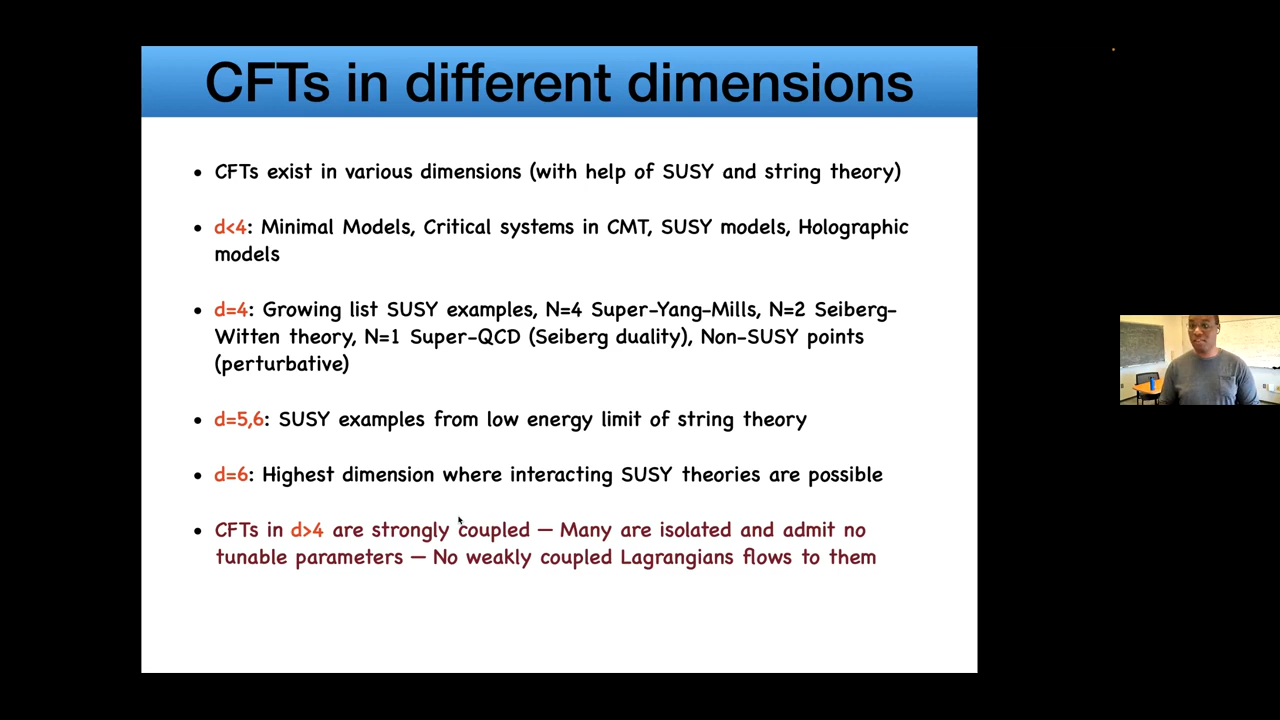 CFTs in different dimensions
• CFTs exist in various dimensions (with help of SUSY and string theory)
• d<4: Minimal Models, Critical systems in CMT, SUSY models, Holographic
models
• d=4: Growing list SUSY examples, N=4 Super-Yang-Mills, N=2 Seiberg-
Witten theory, N=1 Super-QCD (Seiberg duality), Non-SUSY points
(perturbative)
• d=5,6: SUSY examples from low energy limit of string theory
• d=6: Highest dimension where interacting SUSY theories are possible
• CFTs in d>4 are strongly coupled — Many are isolated and admit no
tunable parameters — No weakly coupled Lagrangians flows to them